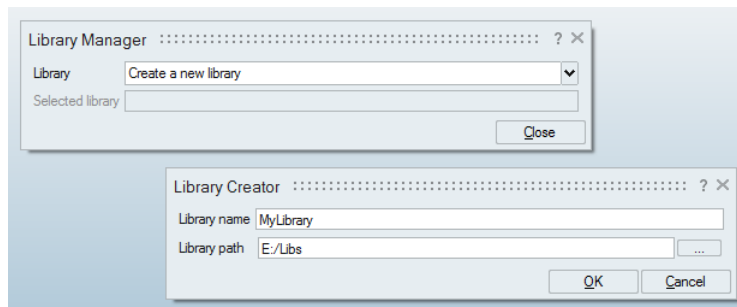 Library Manager ? ×
Library Create a new library
Selected library
Close
Library Creator ? ×
Library name MyLibrary
Library path E:/Libs ...
OK Cancel